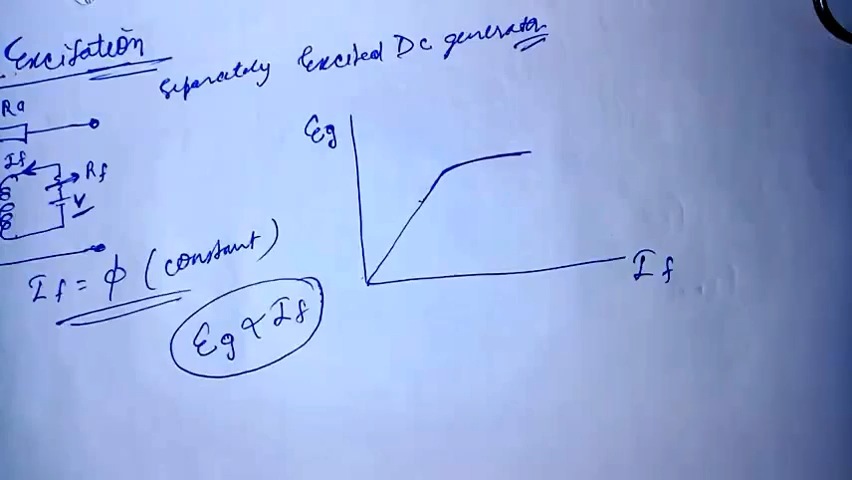 Excitation
Separately Excited DC generator
Ra
Eg
If
Rf
V
If = ϕ (constant)
If
Eg ∝ If